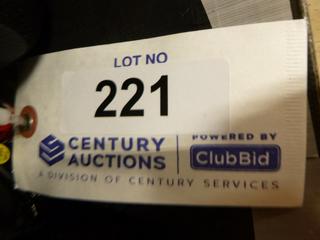 LOT NO
221
CENTURY
AUCTIONS
POWERED BY
ClubBid
A DIVISION OF CENTURY SERVICES